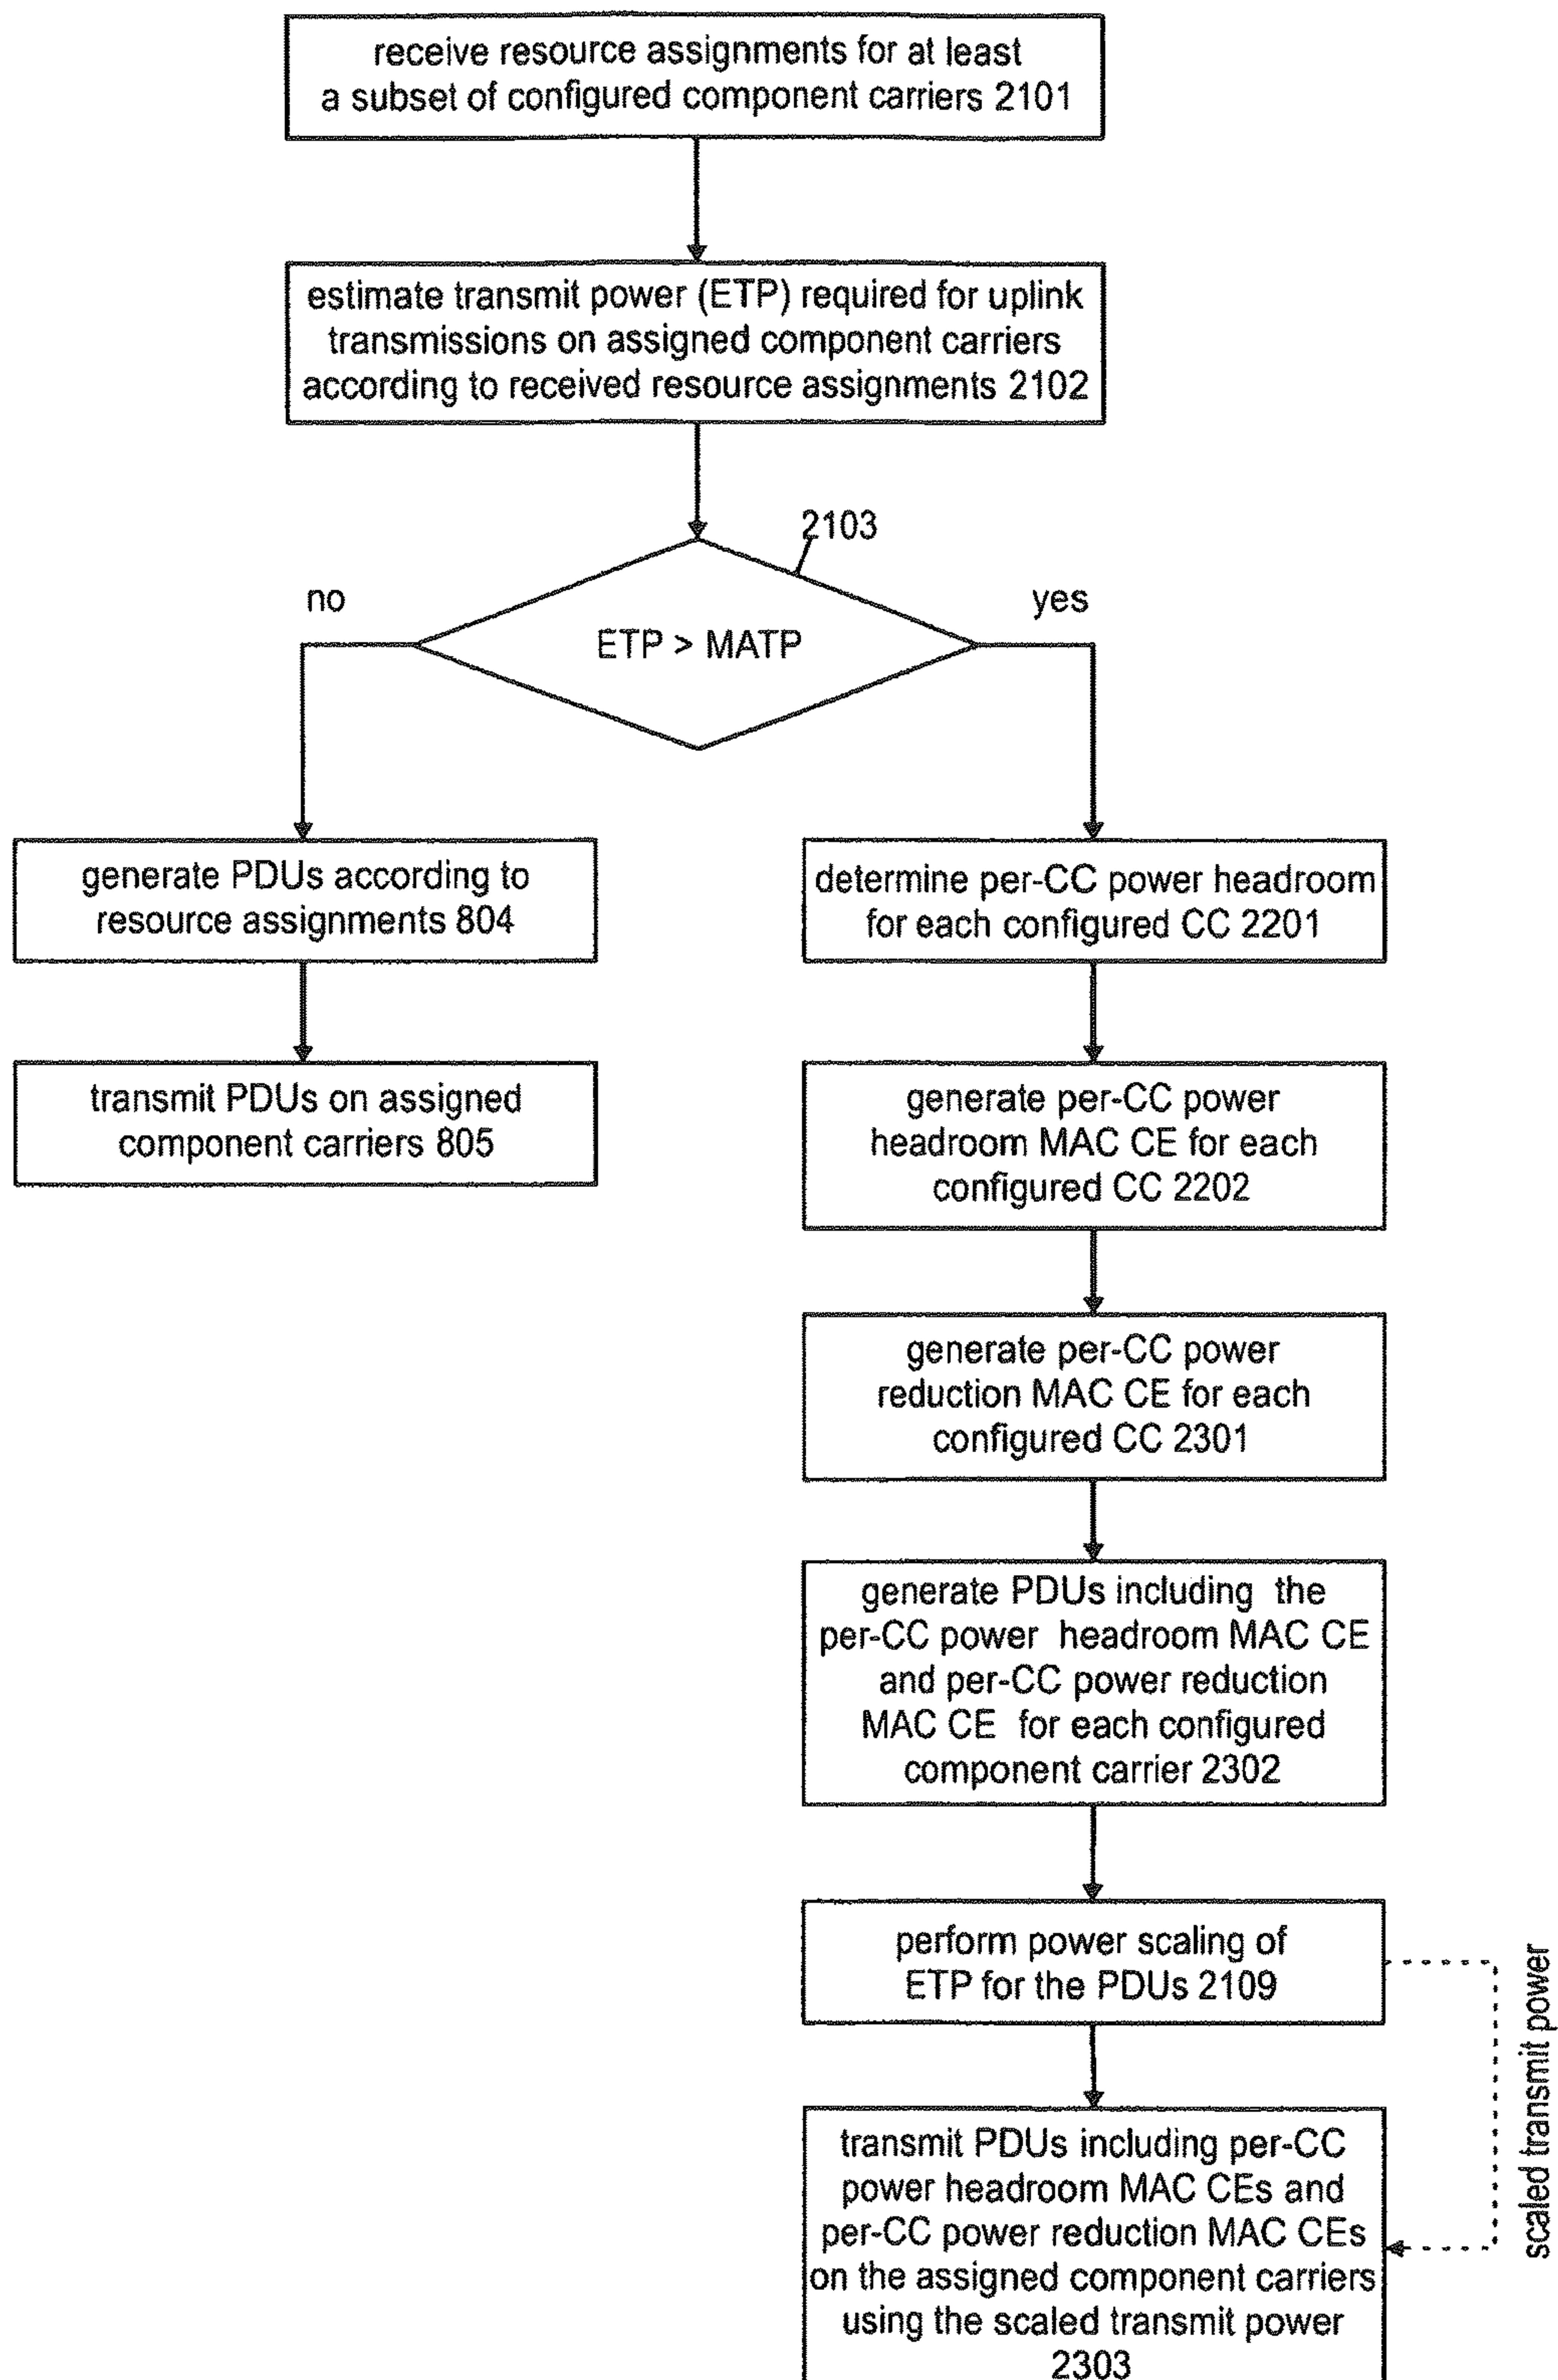 receive resource assignments for at least
a subset of configured component carriers 2101
estimate transmit power (ETP) required for uplink
transmissions on assigned component carriers
according to received resource assignments 2102
2103
no
yes
ETP > MATP
generate PDUs according to
resource assignments 804
transmit PDUs on assigned
component carriers 805
determine per-CC power headroom
for each configured CC 2201
generate per-CC power
headroom MAC CE for each
configured CC 2202
generate per-CC power
reduction MAC CE for each
configured CC 2301
generate PDUs including the
per-CC power headroom MAC CE
and per-CC power reduction
MAC CE for each configured
component carrier 2302
perform power scaling of
ETP for the PDUs 2109
scaled transmit power
transmit PDUs including per-CC
power headroom MAC CEs and
per-CC power reduction MAC CEs
on the assigned component carriers
using the scaled transmit power
2303